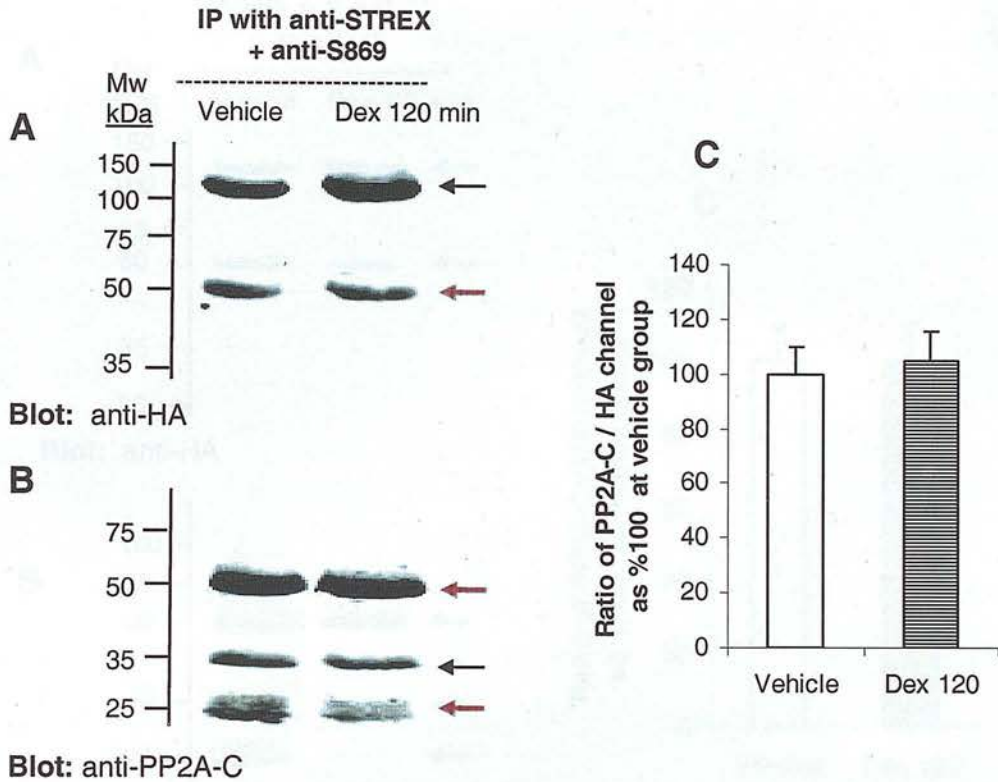 IP with anti-STREX
+ anti-S869
Mw
kDa
Vehicle
Dex 120 min
A
150
100
75
50
35
Blot: anti-HA
B
75
50
35
25
Blot: anti-PP2A-C
C
Ratio of PP2A-C / HA channel
as %100 at vehicle group
140
120
100
80
60
40
20
0
Vehicle
Dex 120